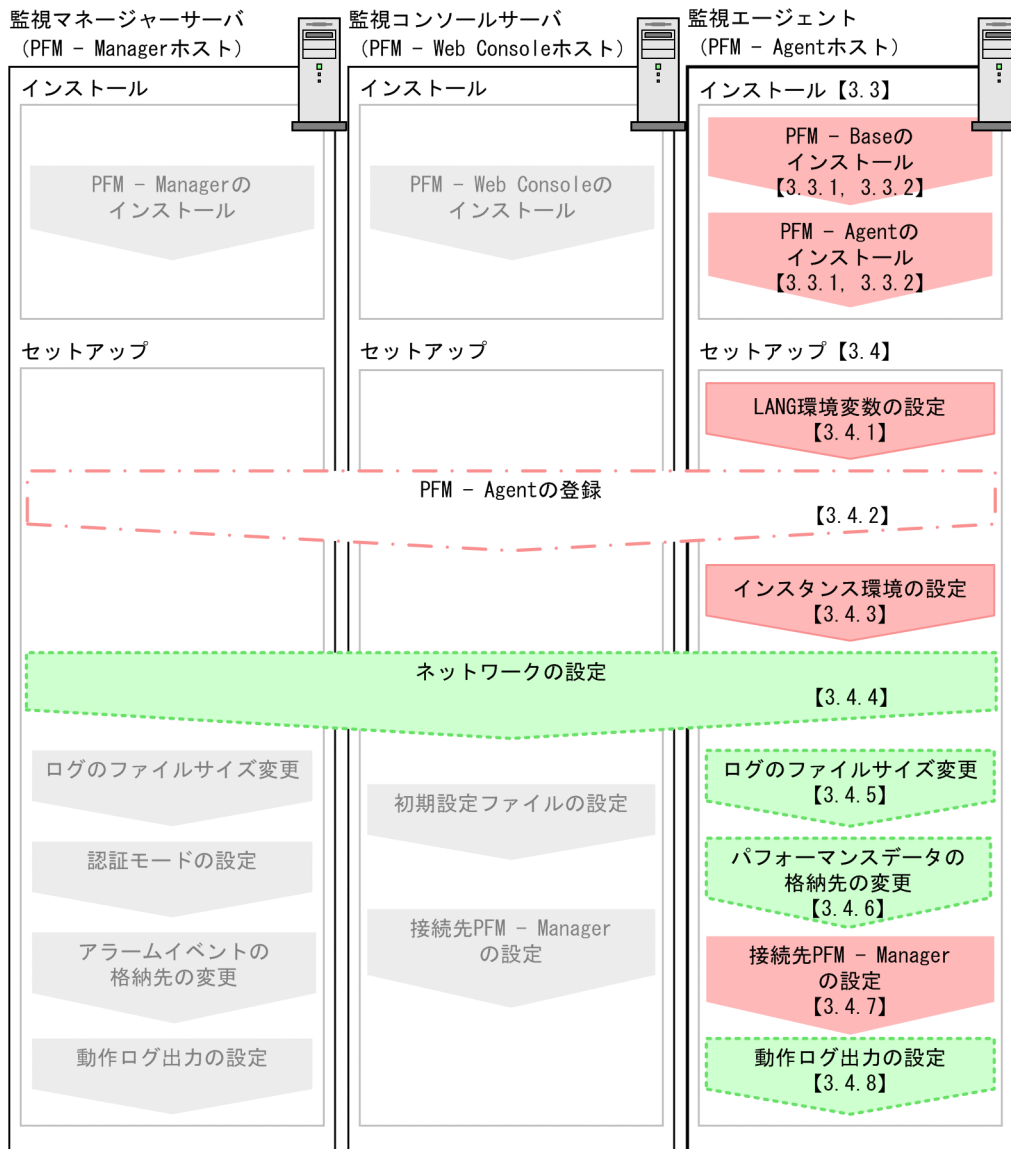 監視マネージャーサーバ
（PFM - Managerホスト）
インストール
PFM - Managerの
インストール
セットアップ
ログのファイルサイズ変更
認証モードの設定
アラームイベントの
格納先の変更
動作ログ出力の設定
監視コンソールサーバ
（PFM - Web Consoleホスト）
インストール
PFM - Web Consoleの
インストール
セットアップ
初期設定ファイルの設定
接続先PFM - Manager
の設定
監視エージェント
（PFM - Agentホスト）
インストール【3.3】
PFM - Baseの
インストール
【3.3.1, 3.3.2】
PFM - Agentの
インストール
【3.3.1, 3.3.2】
セットアップ【3.4】
LANG環境変数の設定
【3.4.1】
PFM - Agentの登録
【3.4.2】
インスタンス環境の設定
【3.4.3】
ネットワークの設定
【3.4.4】
ログのファイルサイズ変更
【3.4.5】
パフォーマンスデータの
格納先の変更
【3.4.6】
接続先PFM - Manager
の設定
【3.4.7】
動作ログ出力の設定
【3.4.8】